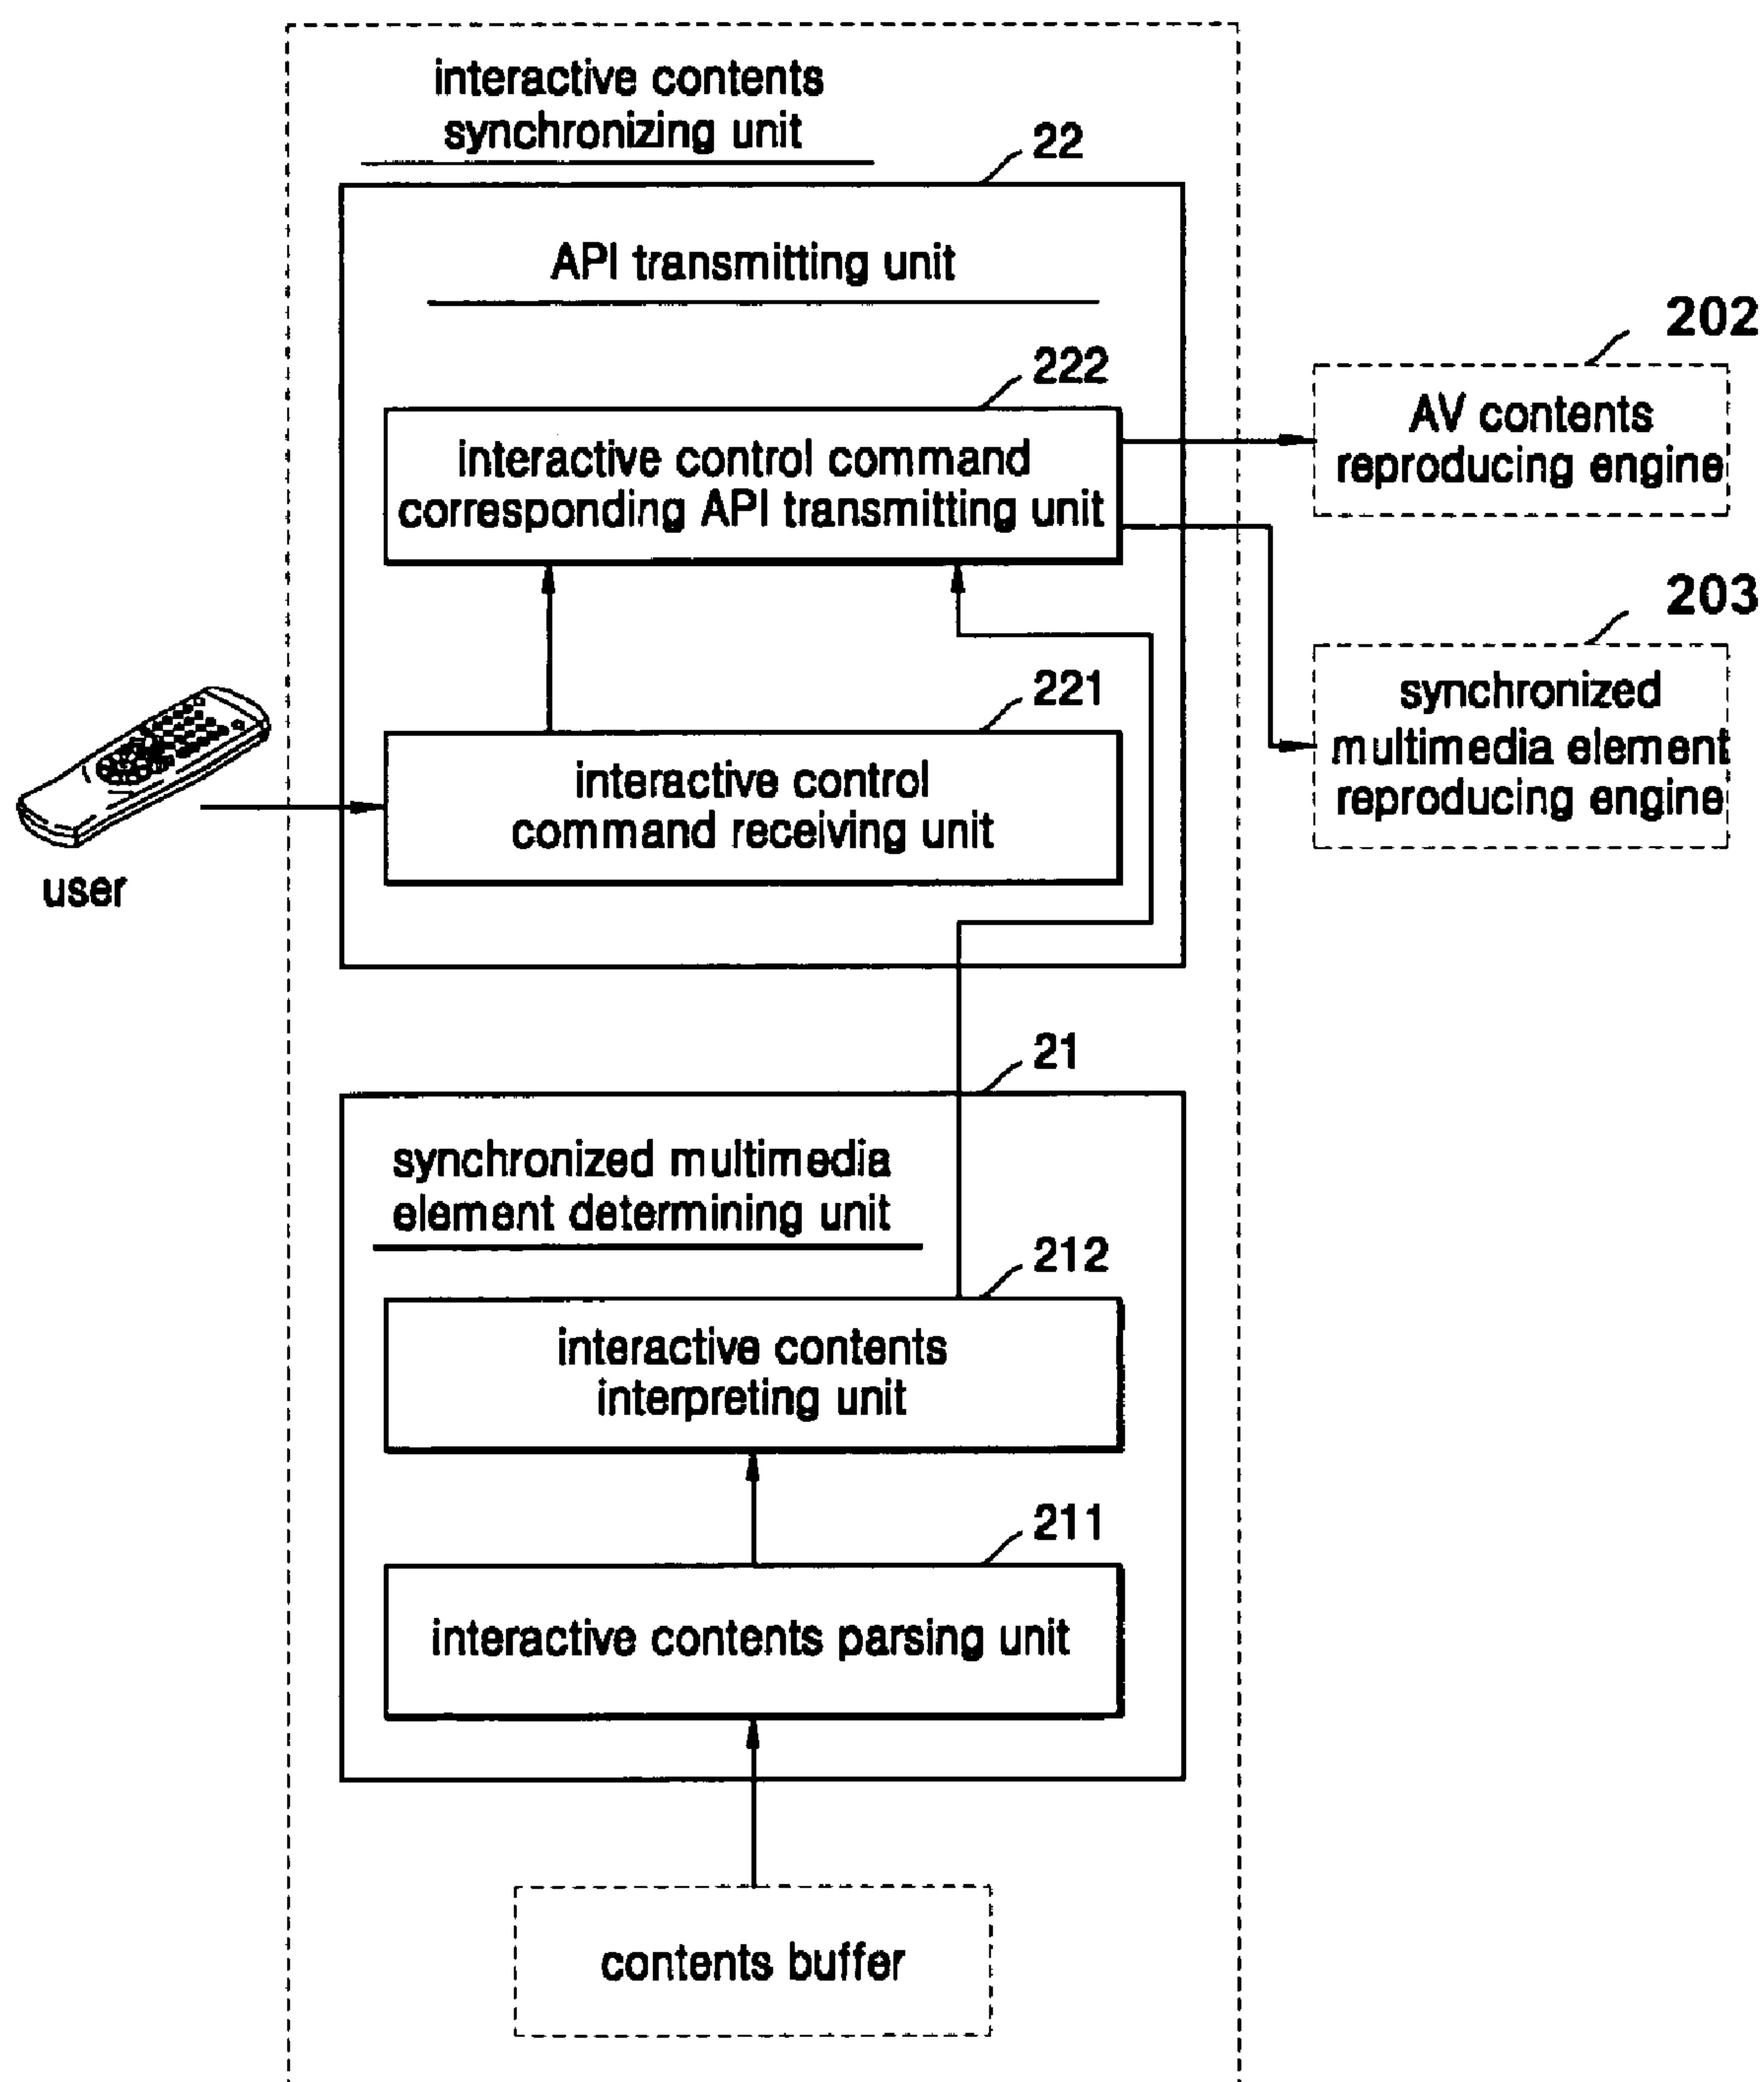 interactive contents
synchronizing unit
22
API transmitting unit
222
interactive control command
corresponding API transmitting unit
202
AV contents
reproducing engine
203
synchronized
multimedia element
reproducing engine
221
interactive control
command receiving unit
user
21
synchronized multimedia
element determining unit
212
interactive contents
interpreting unit
211
interactive contents parsing unit
contents buffer